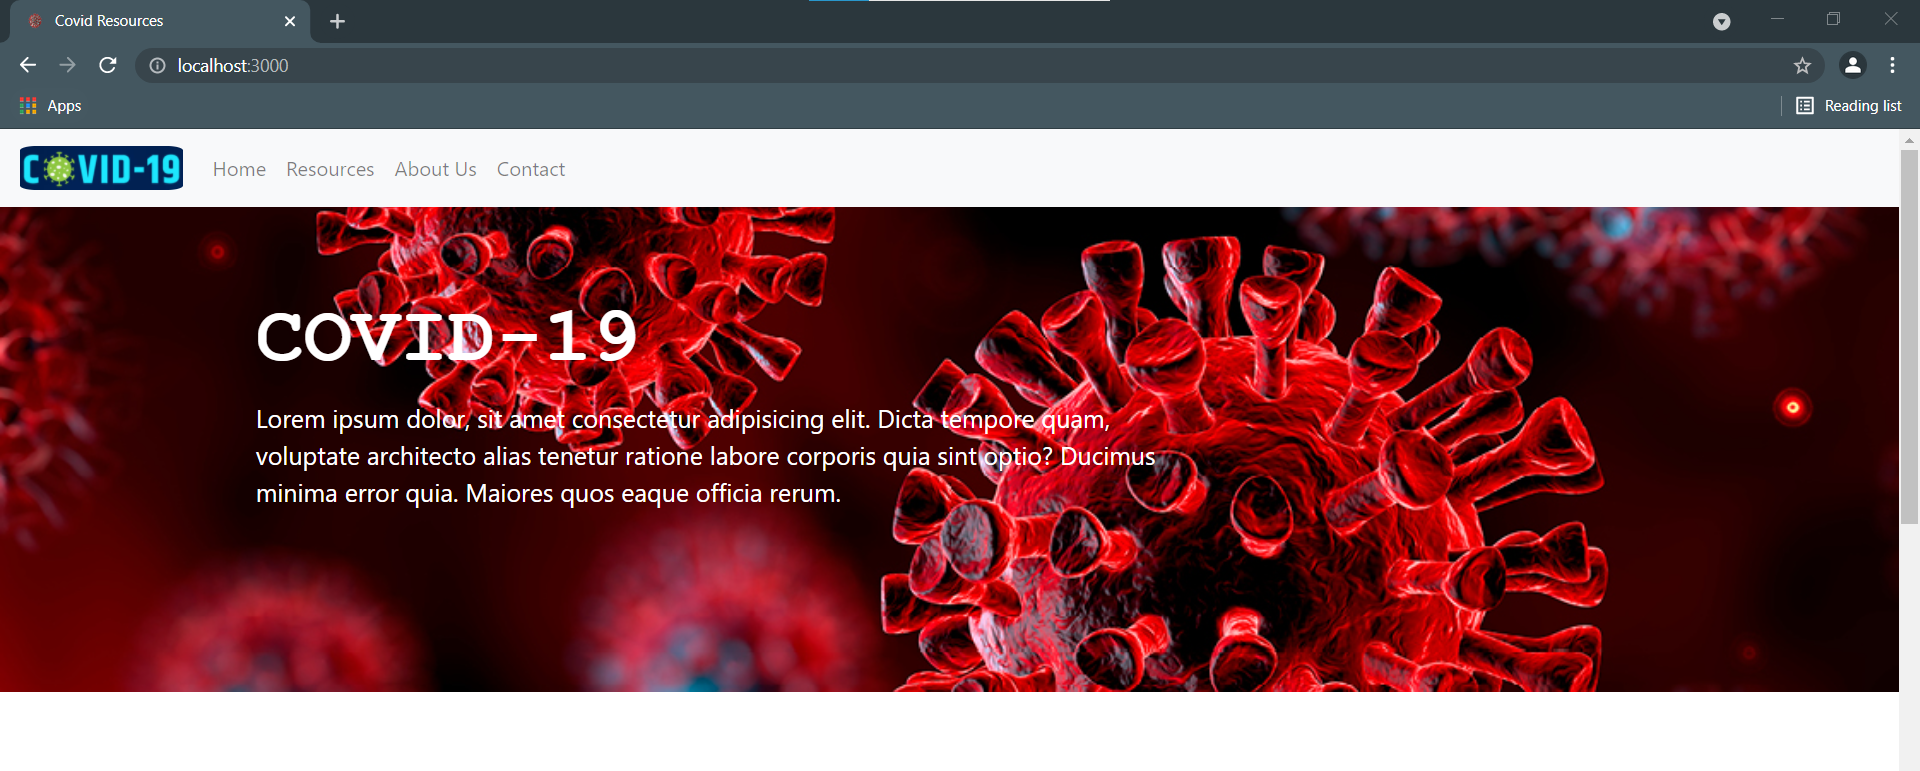 Covid Resources
localhost:3000
Apps
Reading list
COVID-19
Home
Resources
About Us
Contact
COVID-19
Lorem ipsum dolor, sit amet consectetur adipisicing elit. Dicta tempore quam,
voluptate architecto alias tenetur ratione labore corporis quia sint optio? Ducimus
minima error quia. Maiores quos eaque officia rerum.